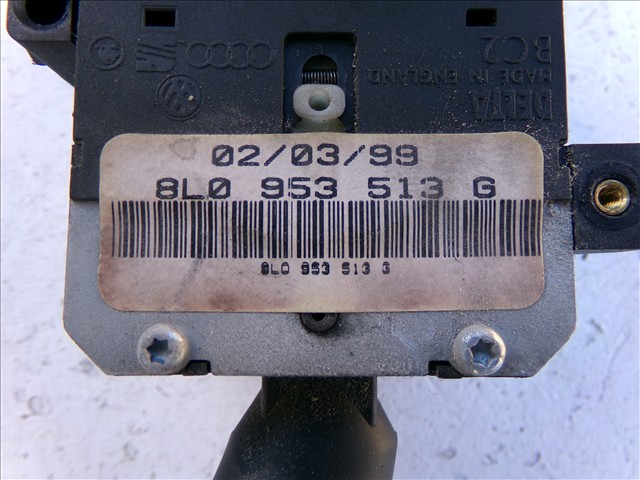 DELTA
MADE IN ENGLAND
BC2
02/03/99
8L0 953 513 G
8L0 953 513 G